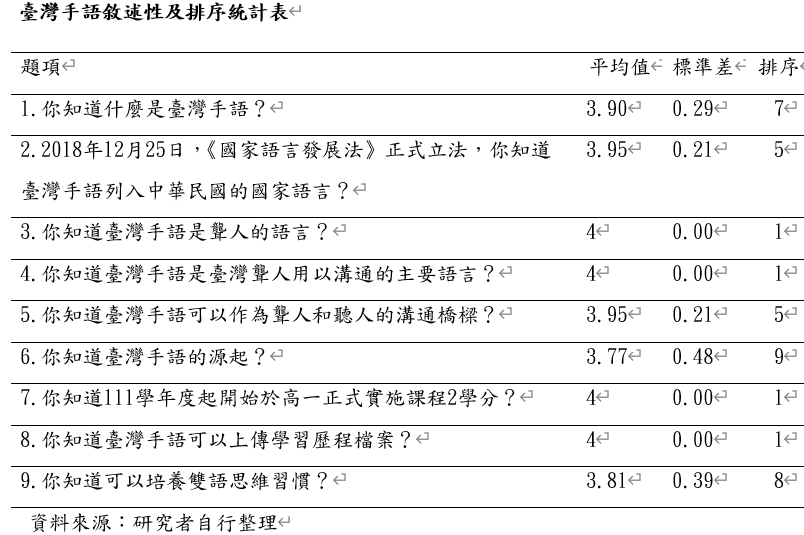 臺灣手語敘述性及排序統計表
題項 平均值 標準差 排序
1.你知道什麼是臺灣手語？ 3.90 0.29 7
2.2018年12月25日，《國家語言發展法》正式立法，你知道 3.95 0.21 5
臺灣手語列入中華民國的國家語言？
3.你知道臺灣手語是聾人的語言？ 4 0.00 1
4.你知道臺灣手語是臺灣聾人用以溝通的主要語言？ 4 0.00 1
5.你知道臺灣手語可以作為聾人和聽人的溝通橋樑？ 3.95 0.21 5
6.你知道臺灣手語的源起？ 3.77 0.48 9
7.你知道111學年度起開始於高一正式實施課程2學分？ 4 0.00 1
8.你知道臺灣手語可以上傳學習歷程檔案？ 4 0.00 1
9.你知道可以培養雙語思維習慣？ 3.81 0.39 8
資料來源：研究者自行整理